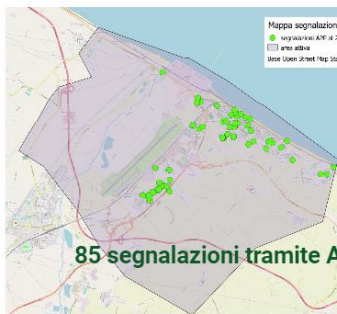 Mappa segnalazion
segnalazioni APP al 2
area attiva
Base Open Street Map Sta
85 segnalazioni tramite A